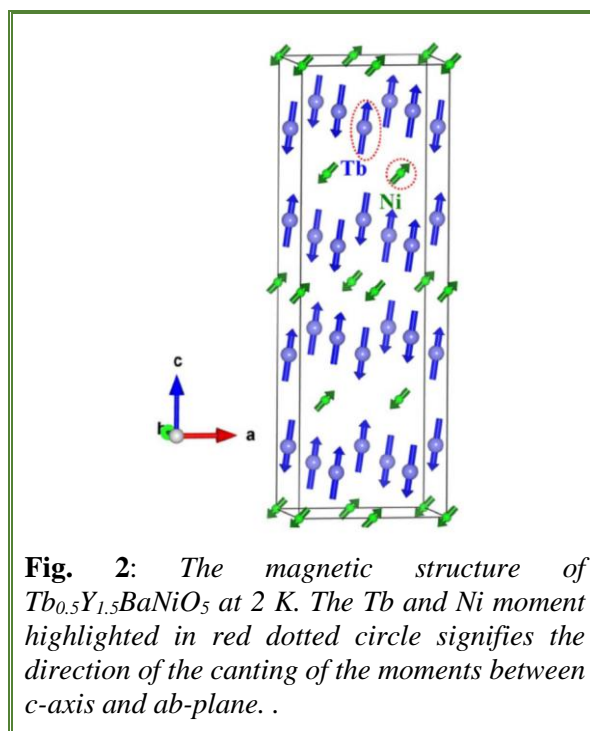 Tb
Ni
c
a
Fig. 2: The magnetic structure of
Tb0.5Y1.5BaNiO5 at 2 K. The Tb and Ni moment
highlighted in red dotted circle signifies the
direction of the canting of the moments between
c-axis and ab-plane. .